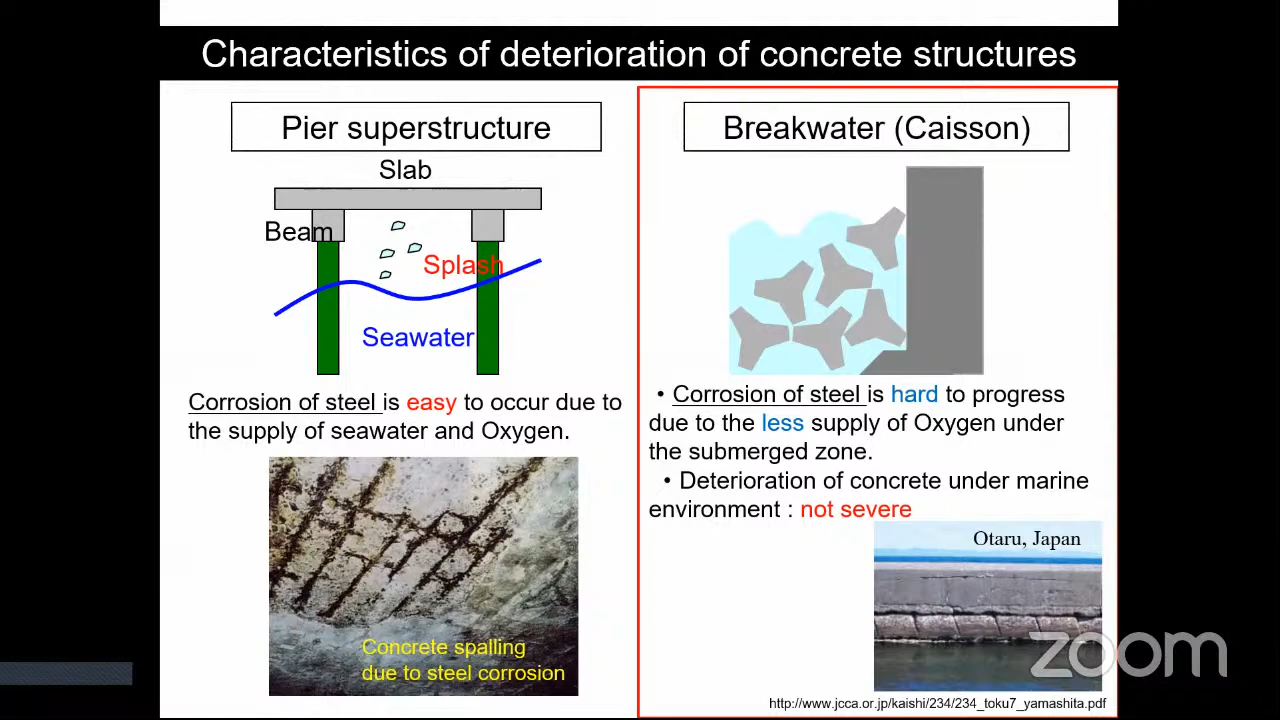 Characteristics of deterioration of concrete structures
Pier superstructure
Slab
Beam
Splash
Seawater
Corrosion of steel is easy to occur due to
the supply of seawater and Oxygen.
Concrete spalling
due to steel corrosion
Breakwater (Caisson)
・Corrosion of steel is hard to progress
due to the less supply of Oxygen under
the submerged zone.
・Deterioration of concrete under marine
environment : not severe
Otaru, Japan
zoom
http://www.jcca.or.jp/kaishi/234/234_toku7_yamashita.pdf